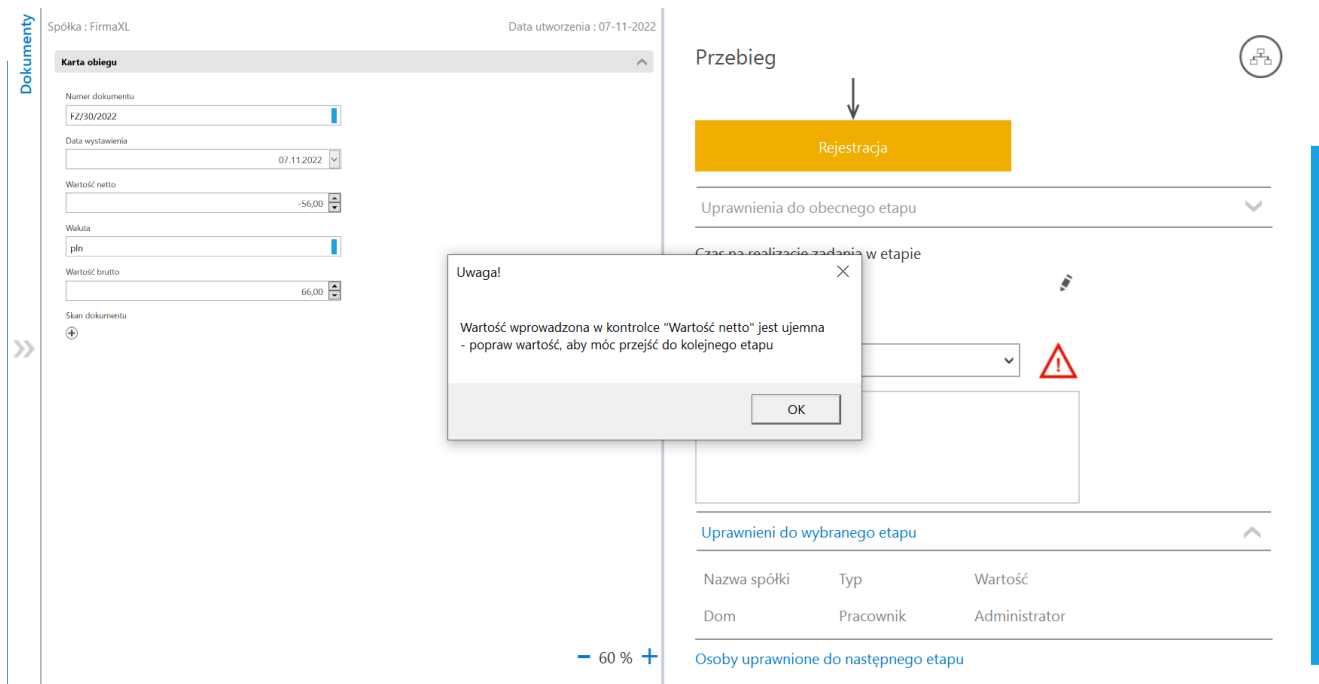 Dokumenty
Spółka : FirmaXL
Data utworzenia : 07-11-2022
Karta obiegu
Numer dokumentu
FZ/30/2022
Data wystawienia
07.11.2022
Wartość netto
-56,00
Waluta
pln
Wartość brutto
66,00
Skan dokumentu
60 %
Przebieg
Rejestracja
Uprawnienia do obecnego etapu
Czas na realizację zadania w etapie
Uwaga!
Wartość wprowadzona w kontrolce "Wartość netto" jest ujemna
- popraw wartość, aby móc przejść do kolejnego etapu
OK
Uprawnieni do wybranego etapu
Nazwa spółki Typ Wartość
Dom Pracownik Administrator
Osoby uprawnione do następnego etapu